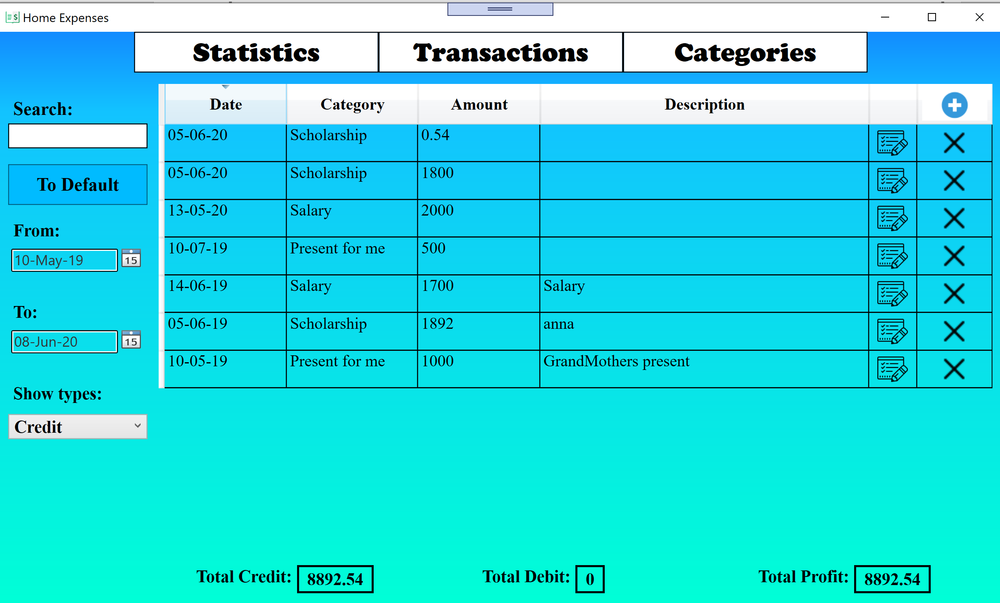 Home Expenses
Statistics Transactions Categories
Search:
To Default
From:
10-May-19 15
To:
08-Jun-20 15
Show types:
Credit
Date Category Amount Description
05-06-20 Scholarship 0.54
05-06-20 Scholarship 1800
13-05-20 Salary 2000
10-07-19 Present for me 500
14-06-19 Salary 1700 Salary
05-06-19 Scholarship 1892 anna
10-05-19 Present for me 1000 GrandMothers present
Total Credit: 8892.54 Total Debit: 0 Total Profit: 8892.54